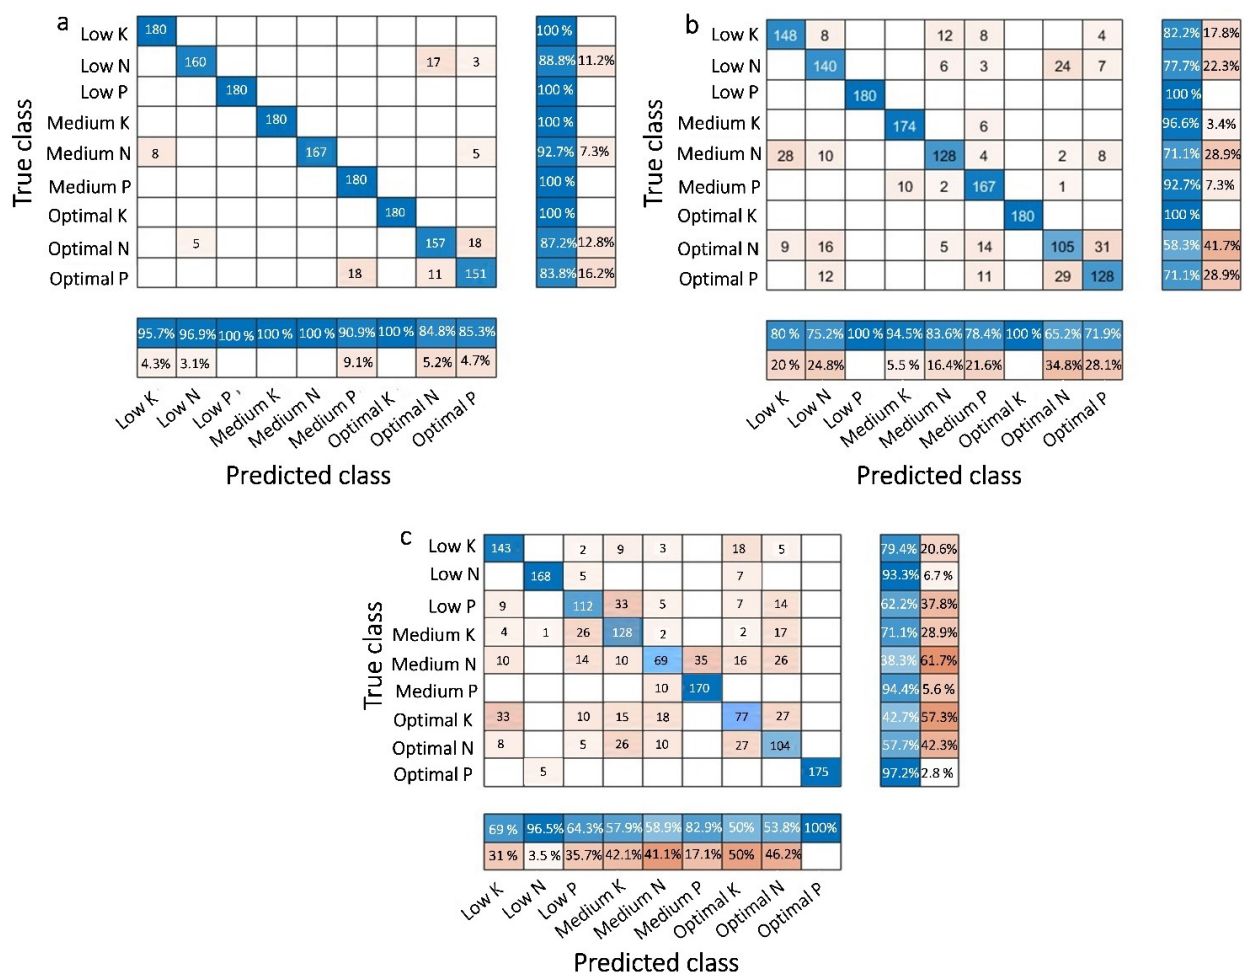 a
True class
Low K 180 100 %
Low N 160 17 3 88.8% 11.2%
Low P 180 100 %
Medium K 180 100 %
Medium N 8 167 5 92.7% 7.3%
Medium P 180 100 %
Optimal K 180 100 %
Optimal N 5 157 18 87.2% 12.8%
Optimal P 18 11 151 83.8% 16.2%
95.7% 96.9% 100 % 100 % 100 % 90.9% 100 % 84.8% 85.3%
4.3% 3.1% 9.1% 5.2% 4.7%
Low K Low N Low P Medium K Medium N Medium P Optimal K Optimal N Optimal P
Predicted class
b
True class
Low K 148 8 12 8 4 82.2% 17.8%
Low N 140 6 3 24 7 77.7% 22.3%
Low P 180 100 %
Medium K 174 6 96.6% 3.4%
Medium N 28 10 128 4 2 8 71.1% 28.9%
Medium P 10 2 167 1 92.7% 7.3%
Optimal K 180 100 %
Optimal N 9 16 5 14 105 31 58.3% 41.7%
Optimal P 12 11 29 128 71.1% 28.9%
80 % 75.2% 100 % 94.5% 83.6% 78.4% 100 % 65.2% 71.9%
20 % 24.8% 5.5 % 16.4% 21.6% 34.8% 28.1%
Low K Low N Low P Medium K Medium N Medium P Optimal K Optimal N Optimal P
Predicted class
c
True class
Low K 143 2 9 3 18 5 79.4% 20.6%
Low N 168 5 7 93.3% 6.7 %
Low P 9 112 33 5 7 14 62.2% 37.8%
Medium K 4 1 26 128 2 2 17 71.1% 28.9%
Medium N 10 14 10 69 35 16 26 38.3% 61.7%
Medium P 10 170 94.4% 5.6 %
Optimal K 33 10 15 18 77 27 42.7% 57.3%
Optimal N 8 5 26 10 27 104 57.7% 42.3%
Optimal P 5 175 97.2% 2.8 %
69 % 96.5% 64.3% 57.9% 58.9% 82.9% 50% 53.8% 100%
31 % 3.5 % 35.7% 42.1% 41.1% 17.1% 50% 46.2%
Low K Low N Low P Medium K Medium N Medium P Optimal K Optimal N Optimal P
Predicted class